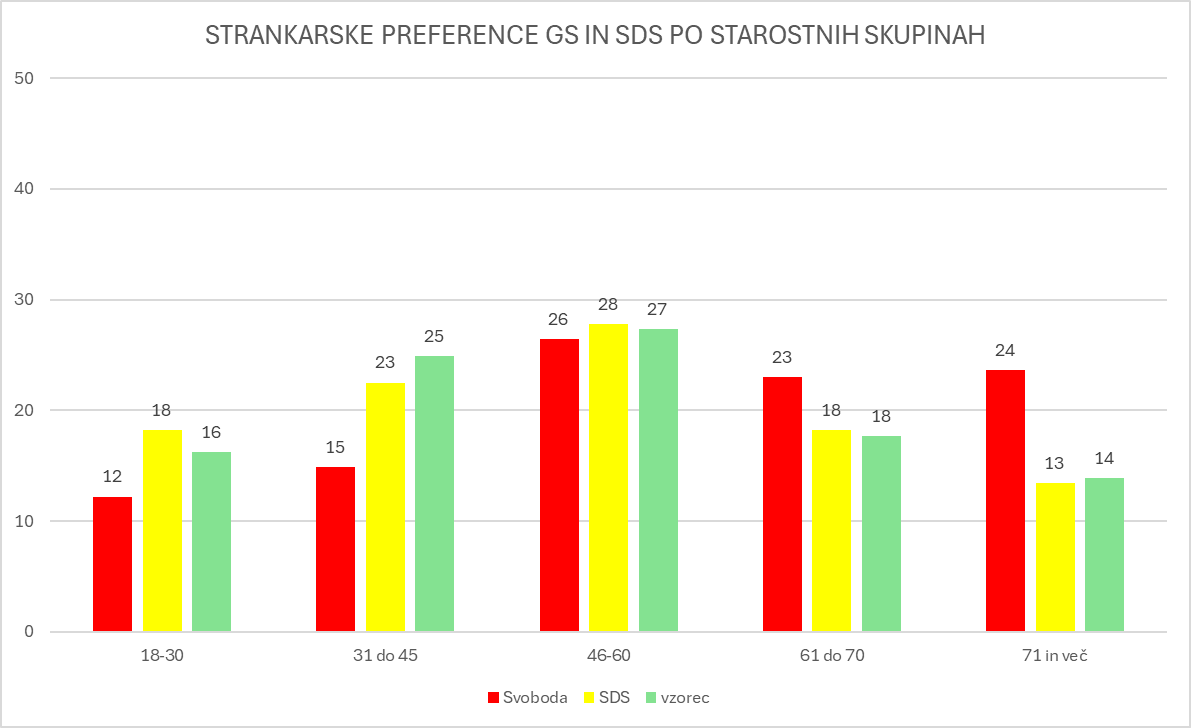 STRANKARSKE PREFERENCE GS IN SDS PO STAROSTNIH SKUPINAH
50
40
30
20
10
0
12 18 16
15 23 25
26 28 27
23 18 18
24 13 14
18-30 31 do 45 46-60 61 do 70 71 in več
Svoboda SDS vzorec